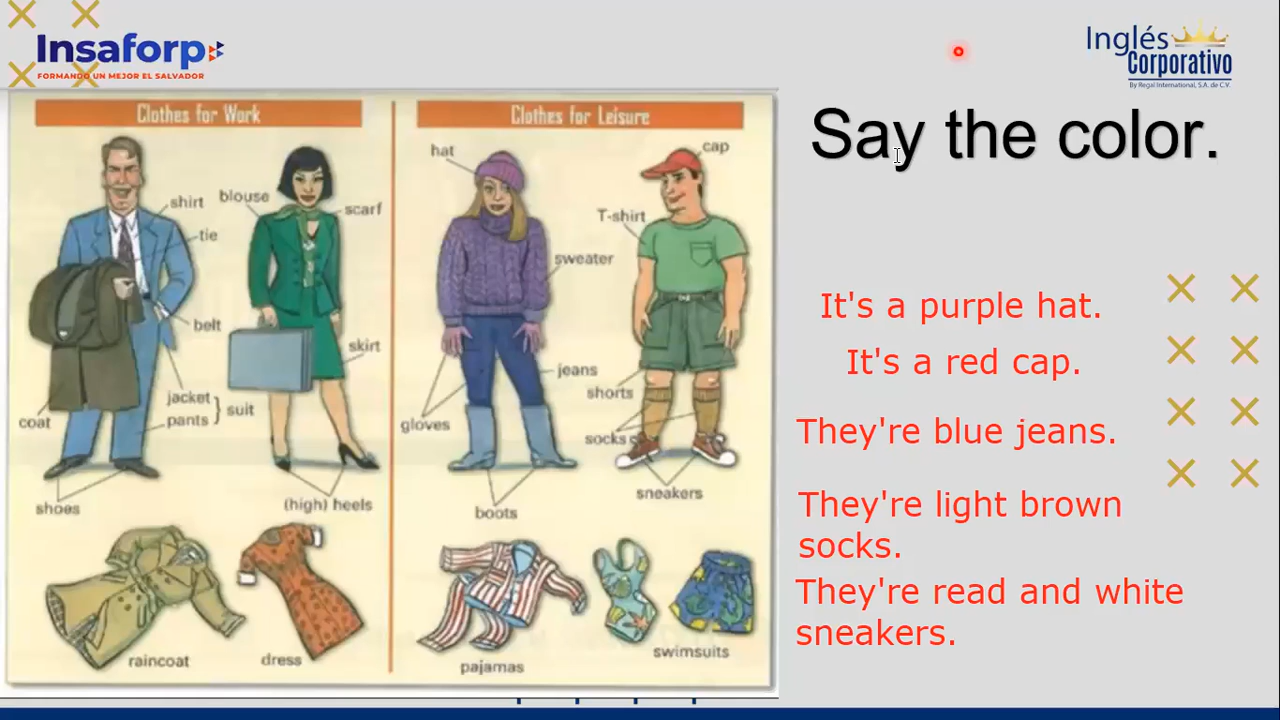 Insaforp
FORMANDO UN MEJOR EL SALVADOR
Inglés
Corporativo
By Regal International, S.A. de C.V.
Clothes for Work
Clothes for Leisure
Say the color.
hat
cap
shirt
blouse
scarf
T-shirt
tie
sweater
belt
skirt
jeans
jacket
shorts
pants
suit
coat
gloves
socks
shoes
(high) heels
boots
sneakers
raincoat
dress
pajamas
swimsuits
It's a purple hat.
It's a red cap.
They're blue jeans.
They're light brown
socks.
They're read and white
sneakers.